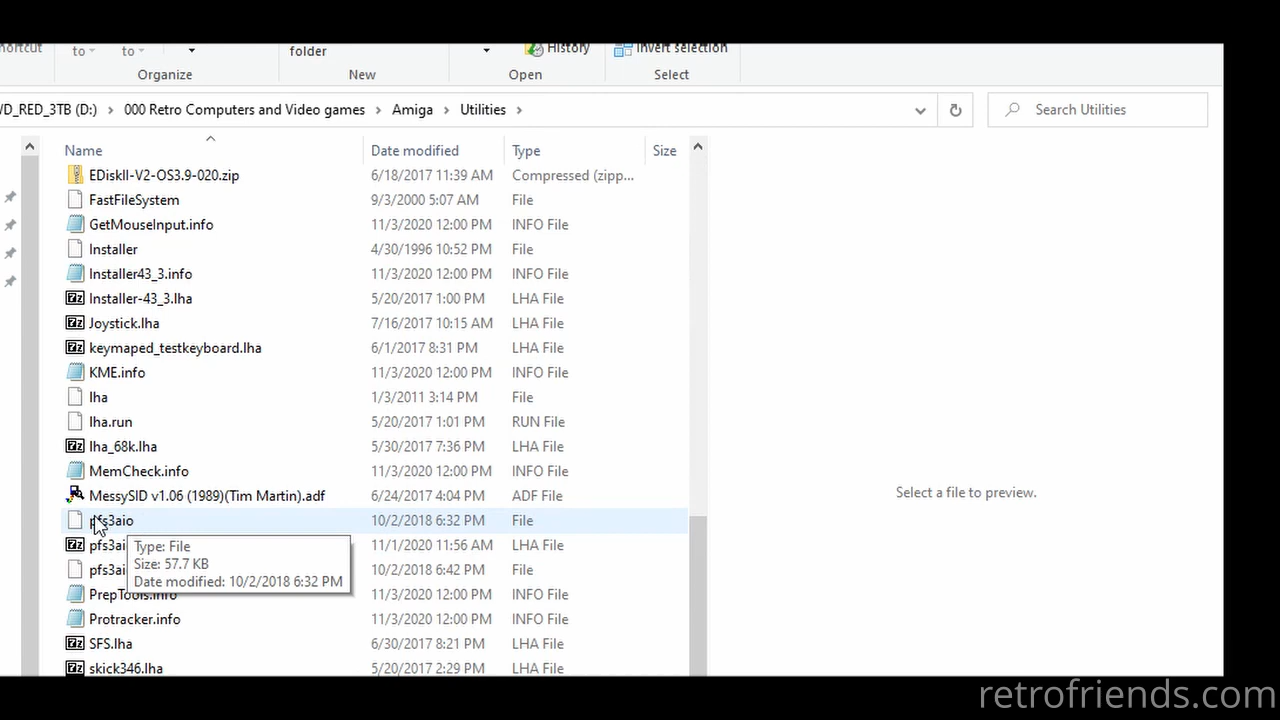 to to folder History Invert selection
Organize New Open Select
WD_RED_3TB (D:) > 000 Retro Computers and Video games > Amiga > Utilities > Search Utilities
Name Date modified Type Size
EDiskII-V2-OS3.9-020.zip 6/18/2017 11:39 AM Compressed (zipp...
FastFileSystem 9/3/2000 5:07 AM File
GetMouseInput.info 11/3/2020 12:00 PM INFO File
Installer 4/30/1996 10:52 PM File
Installer43_3.info 11/3/2020 12:00 PM INFO File
Installer-43_3.lha 5/20/2017 1:00 PM LHA File
Joystick.lha 7/16/2017 10:15 AM LHA File
keymaped_testkeyboard.lha 6/1/2017 8:31 PM LHA File
KME.info 11/3/2020 12:00 PM INFO File
lha 1/3/2011 3:14 PM File
lha.run 5/20/2017 1:01 PM RUN File
lha_68k.lha 5/30/2017 7:36 PM LHA File
MemCheck.info 11/3/2020 12:00 PM INFO File
MessySID v1.06 (1989)(Tim Martin).adf 6/24/2017 4:04 PM ADF File
pfs3aio 10/2/2018 6:32 PM File
pfs3ai 11/1/2020 11:56 AM LHA File
pfs3ai 10/2/2018 6:42 PM File
Type: File
Size: 57.7 KB
Date modified: 10/2/2018 6:32 PM
PrepTools.info 11/3/2020 12:00 PM INFO File
Protracker.info 11/3/2020 12:00 PM INFO File
SFS.lha 6/30/2017 8:21 PM LHA File
skick346.lha 5/20/2017 2:29 PM LHA File
Select a file to preview.
retrofriends.com